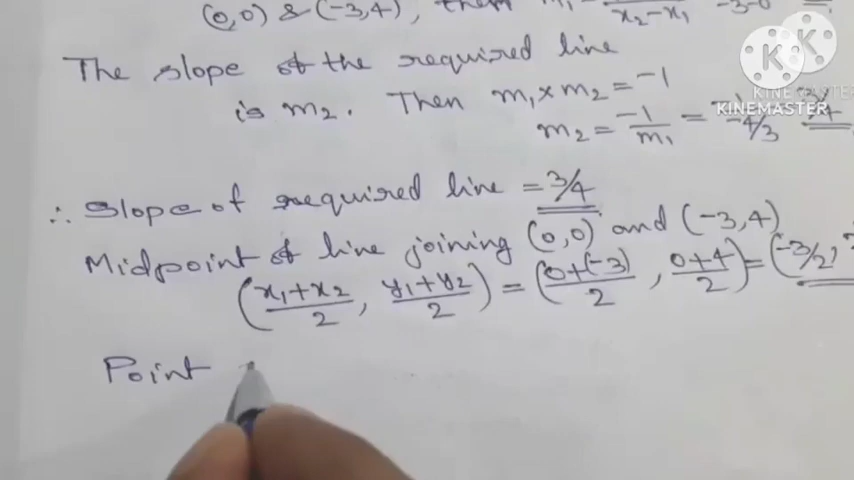 (0,0) & (-3,4), then m₁ = / x₂-x₁ -3-0
The slope of the required line
is m₂. Then m₁ x m₂ = -1
m₂ = -1/m₁ = -1/-4/3 3/4
∴ Slope of required line = 3/4
Midpoint of line joining (0,0) and (-3,4)
(x₁+x₂/2, y₁+y₂/2) = (0+(-3)/2, 0+4/2) = (-3/2,
Point
KINEMASTER
KINEMASTER